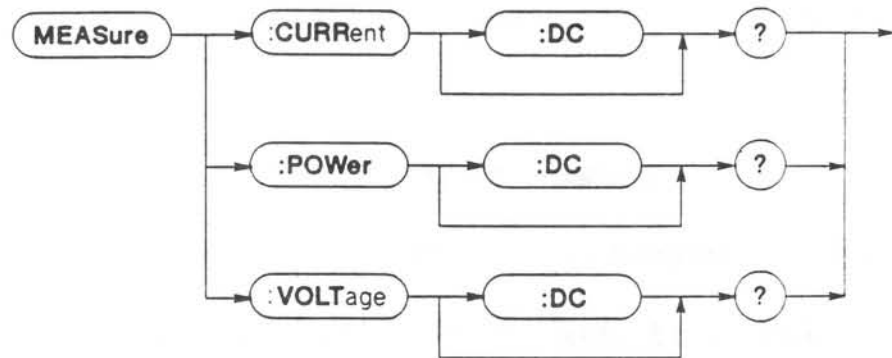 MEASure :CURRent :DC ?
:POWer :DC ?
:VOLTage :DC ?